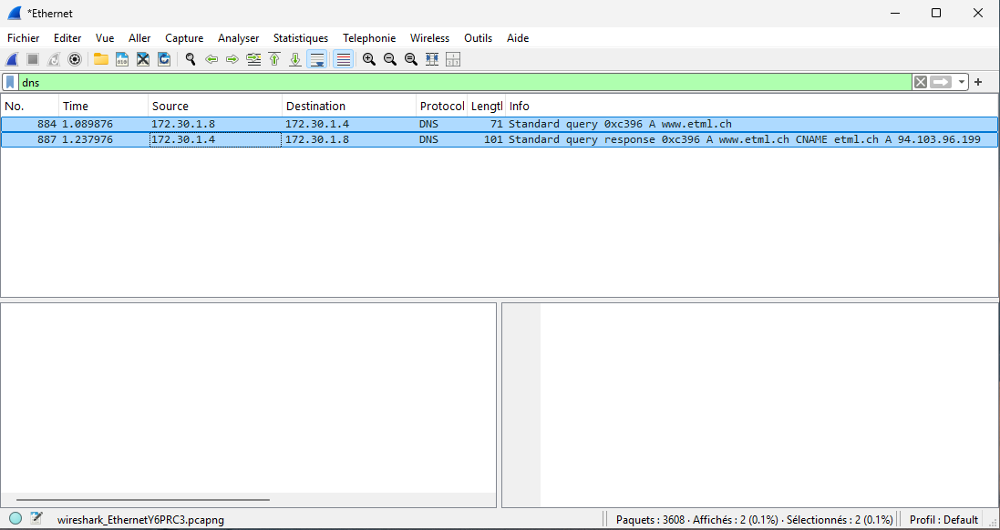 *Ethernet
Fichier Editer Vue Aller Capture Analyser Statistiques Telephonie Wireless Outils Aide
dns
No. Time Source Destination Protocol Lengtl Info
884 1.089876 172.30.1.8 172.30.1.4 DNS 71 Standard query 0xc396 A www.etml.ch
887 1.237976 172.30.1.4 172.30.1.8 DNS 101 Standard query response 0xc396 A www.etml.ch CNAME etml.ch A 94.103.96.199
wireshark_EthernetY6PRC3.pcapng Paquets : 3608 · Affichés : 2 (0.1%) · Sélectionnés : 2 (0.1%) Profil : Default